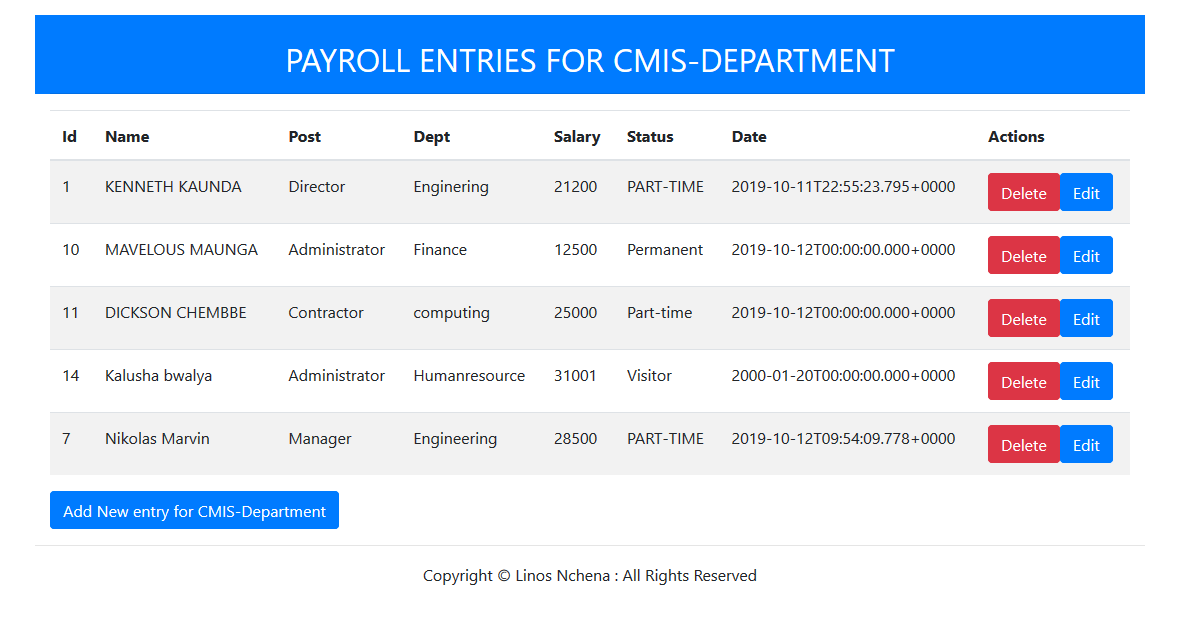 PAYROLL ENTRIES FOR CMIS-DEPARTMENT
Id Name Post Dept Salary Status Date Actions
1 KENNETH KAUNDA Director Enginering 21200 PART-TIME 2019-10-11T22:55:23.795+0000 Delete Edit
10 MAVELOUS MAUNGA Administrator Finance 12500 Permanent 2019-10-12T00:00:00.000+0000 Delete Edit
11 DICKSON CHEMBBE Contractor computing 25000 Part-time 2019-10-12T00:00:00.000+0000 Delete Edit
14 Kalusha bwalya Administrator Humanresource 31001 Visitor 2000-01-20T00:00:00.000+0000 Delete Edit
7 Nikolas Marvin Manager Engineering 28500 PART-TIME 2019-10-12T09:54:09.778+0000 Delete Edit
Add New entry for CMIS-Department
Copyright © Linos Nchena : All Rights Reserved